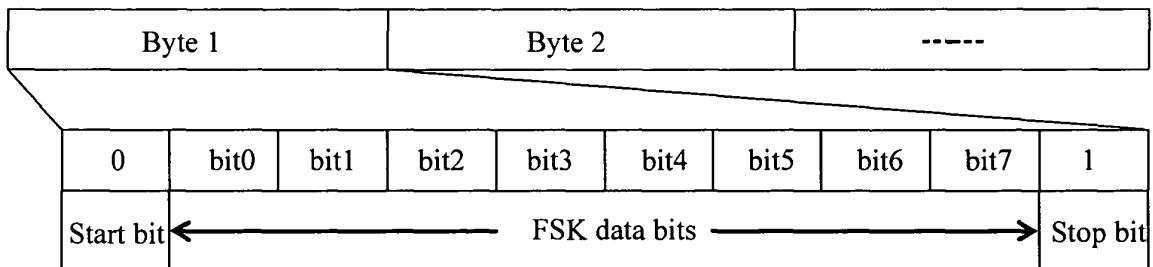 Byte 1 Byte 2 ------
0 bit0 bit1 bit2 bit3 bit4 bit5 bit6 bit7 1
Start bit FSK data bits Stop bit